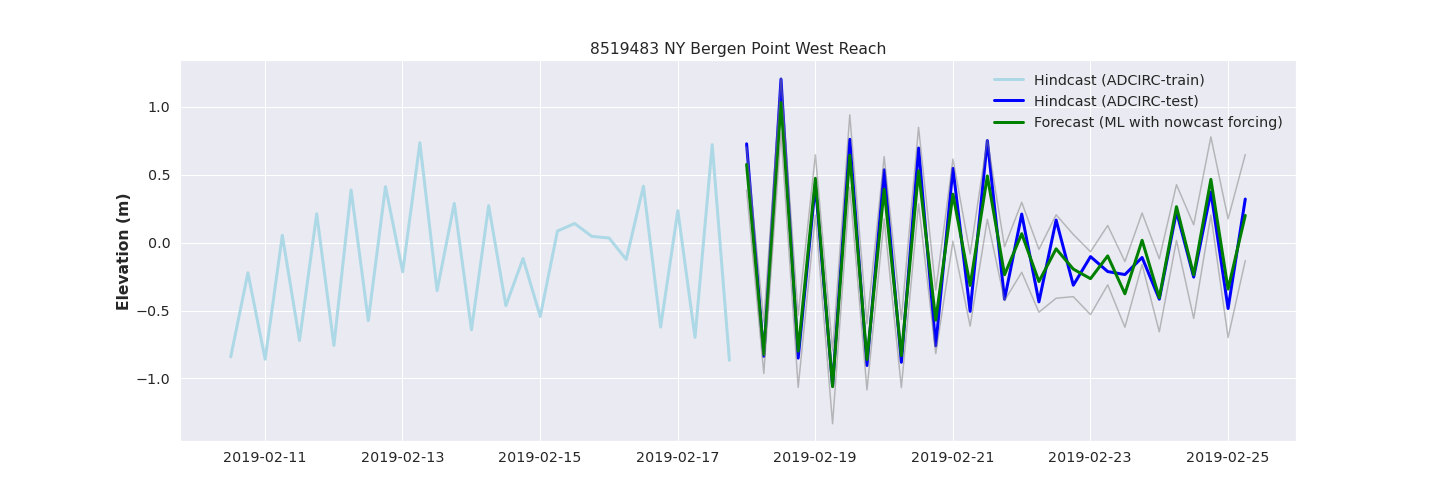 8519483 NY Bergen Point West Reach
Hindcast (ADCIRC-train)
Hindcast (ADCIRC-test)
Forecast (ML with nowcast forcing)
Elevation (m)
1.0
0.5
0.0
−0.5
−1.0
2019-02-11 2019-02-13 2019-02-15 2019-02-17 2019-02-19 2019-02-21 2019-02-23 2019-02-25